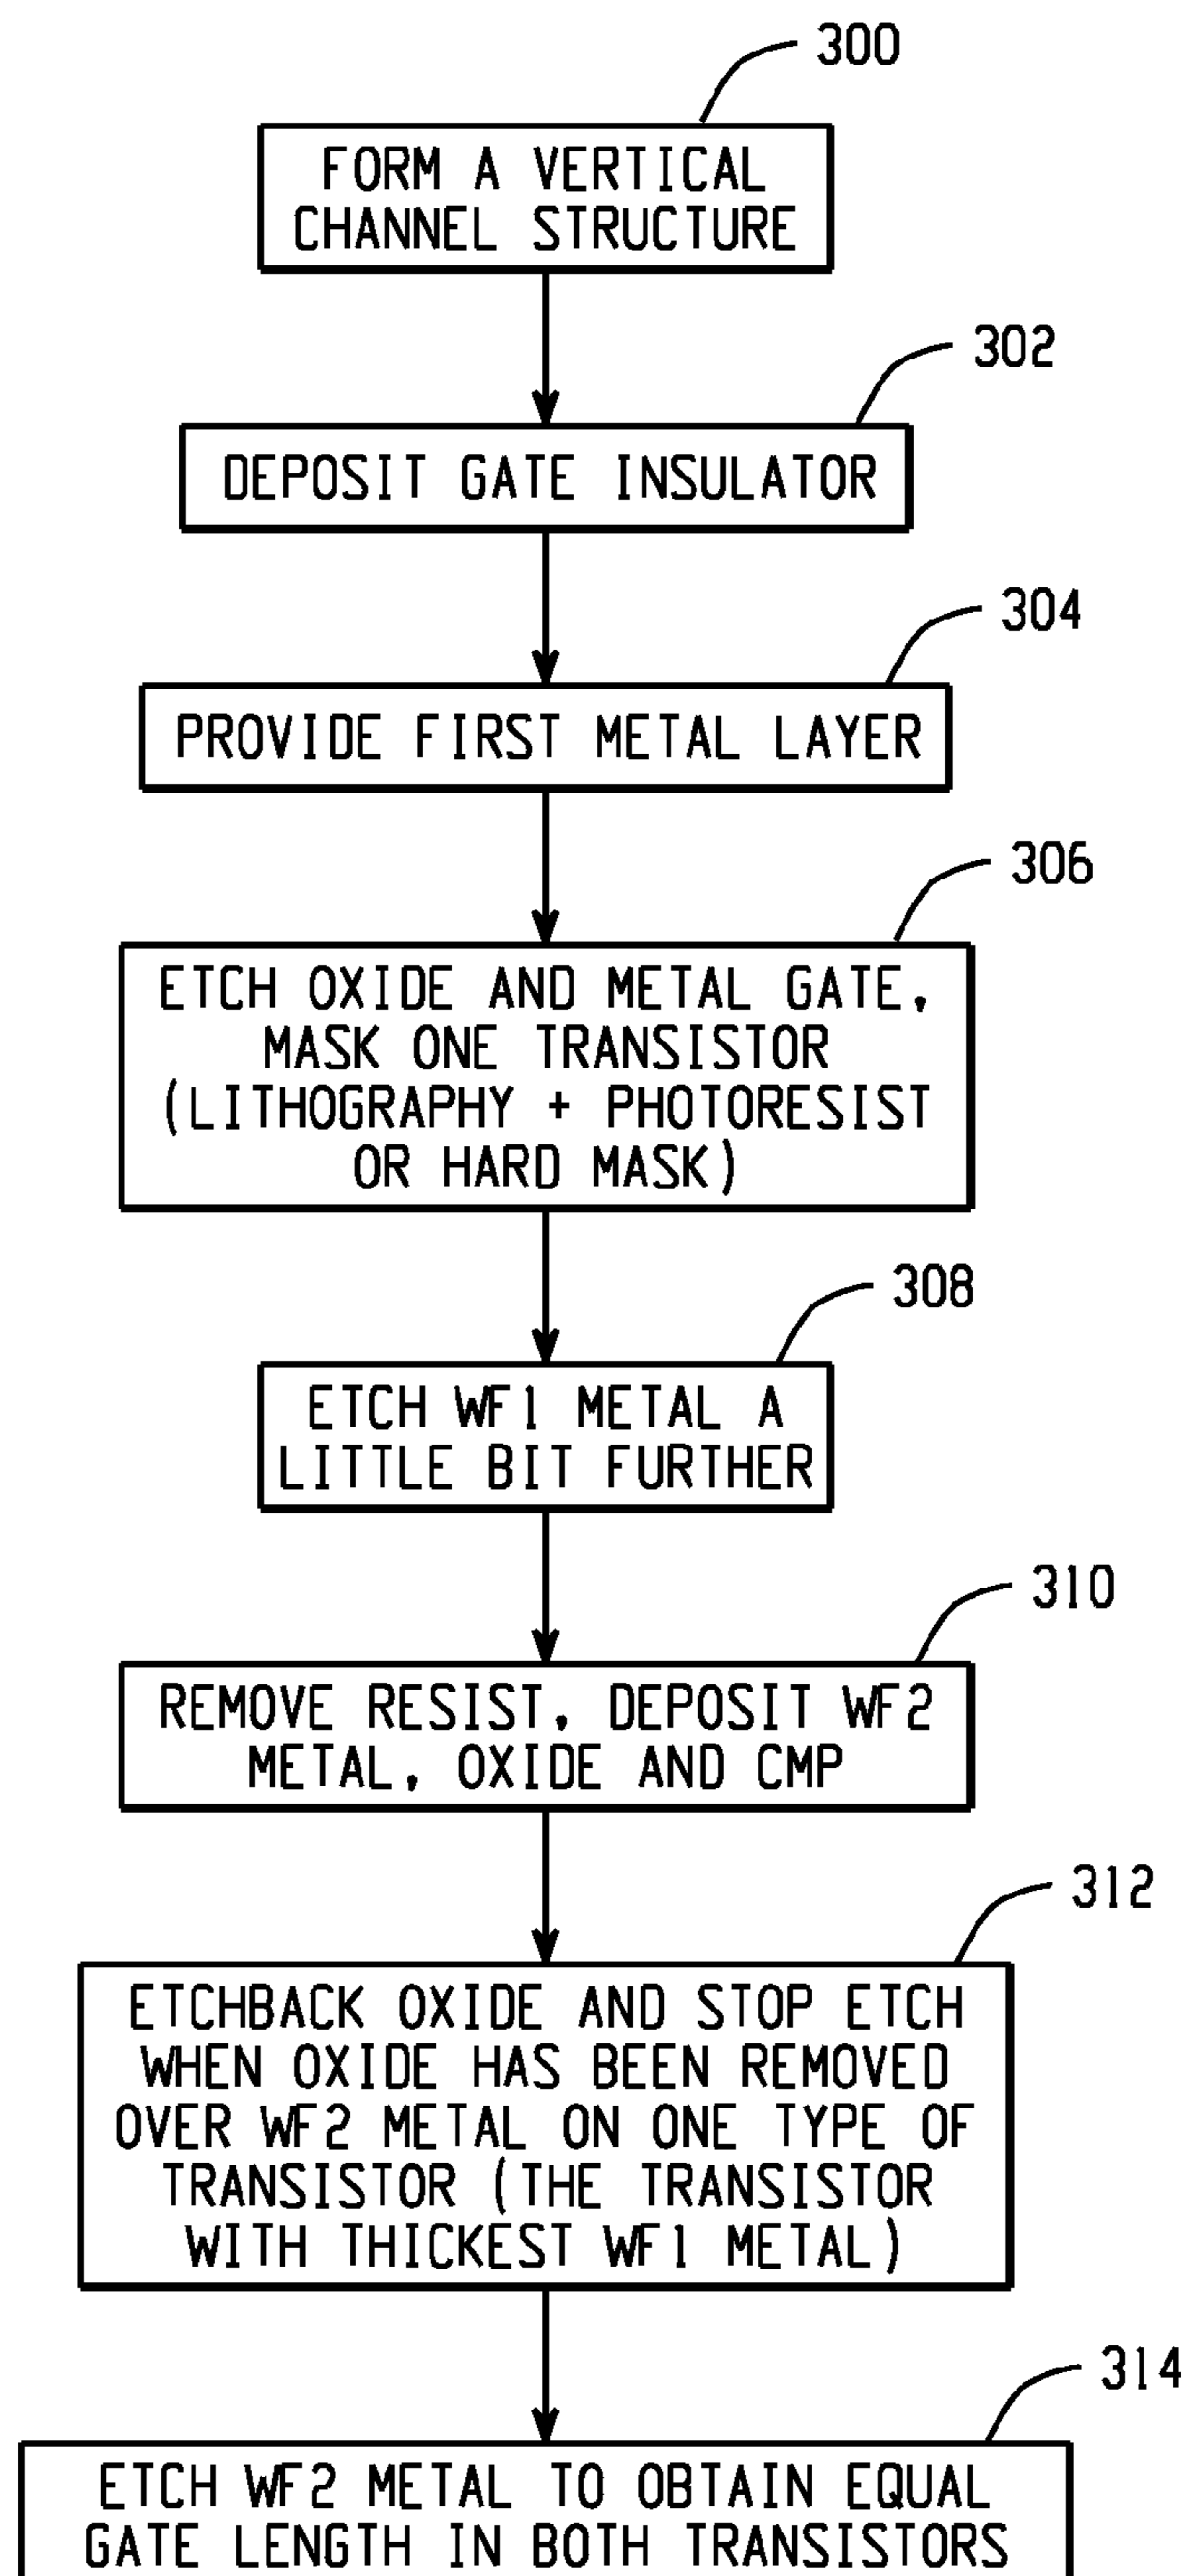 300
FORM A VERTICAL
CHANNEL STRUCTURE
302
DEPOSIT GATE INSULATOR
304
PROVIDE FIRST METAL LAYER
306
ETCH OXIDE AND METAL GATE,
MASK ONE TRANSISTOR
(LITHOGRAPHY + PHOTORESIST
OR HARD MASK)
308
ETCH WF1 METAL A
LITTLE BIT FURTHER
310
REMOVE RESIST, DEPOSIT WF2
METAL, OXIDE AND CMP
312
ETCHBACK OXIDE AND STOP ETCH
WHEN OXIDE HAS BEEN REMOVED
OVER WF2 METAL ON ONE TYPE OF
TRANSISTOR (THE TRANSISTOR
WITH THICKEST WF1 METAL)
314
ETCH WF2 METAL TO OBTAIN EQUAL
GATE LENGTH IN BOTH TRANSISTORS